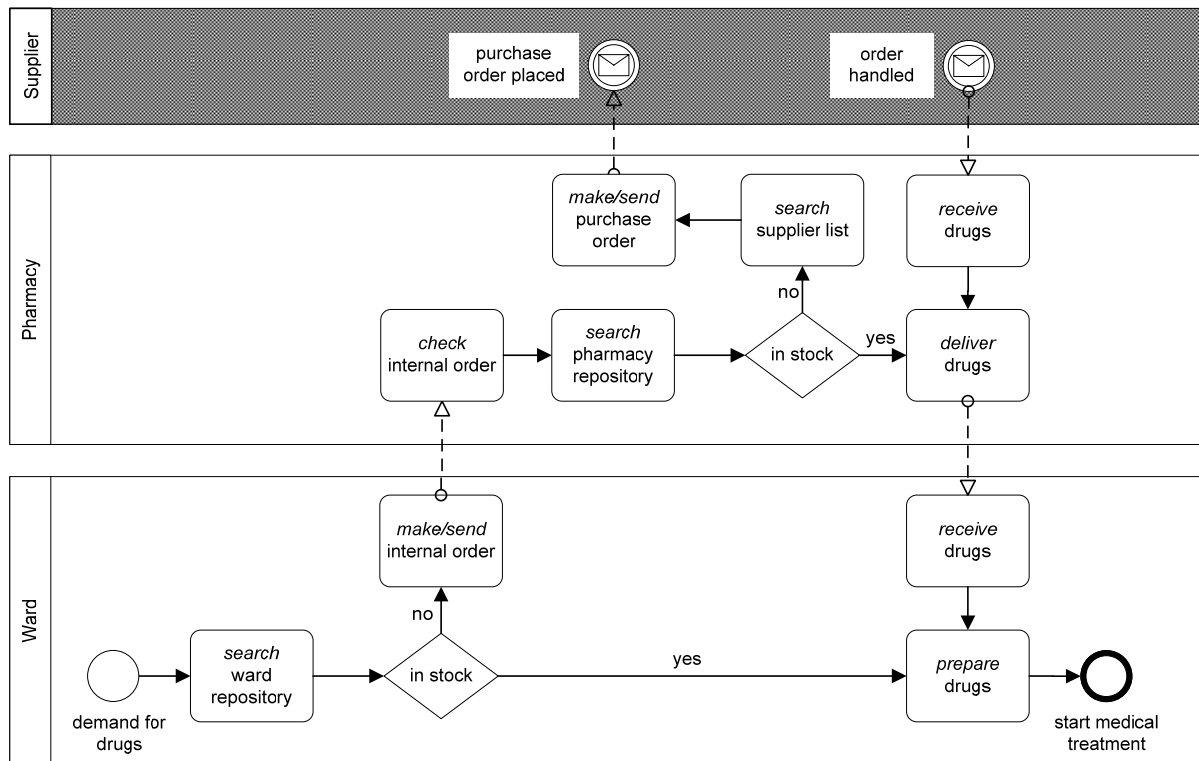 Supplier
purchase
order placed
order
handled
Pharmacy
make/send
purchase
order
search
supplier list
receive
drugs
no
check
internal order
search
pharmacy
repository
in stock
yes
deliver
drugs
Ward
make/send
internal order
receive
drugs
no
search
ward
repository
in stock
yes
prepare
drugs
demand for
drugs
start medical
treatment